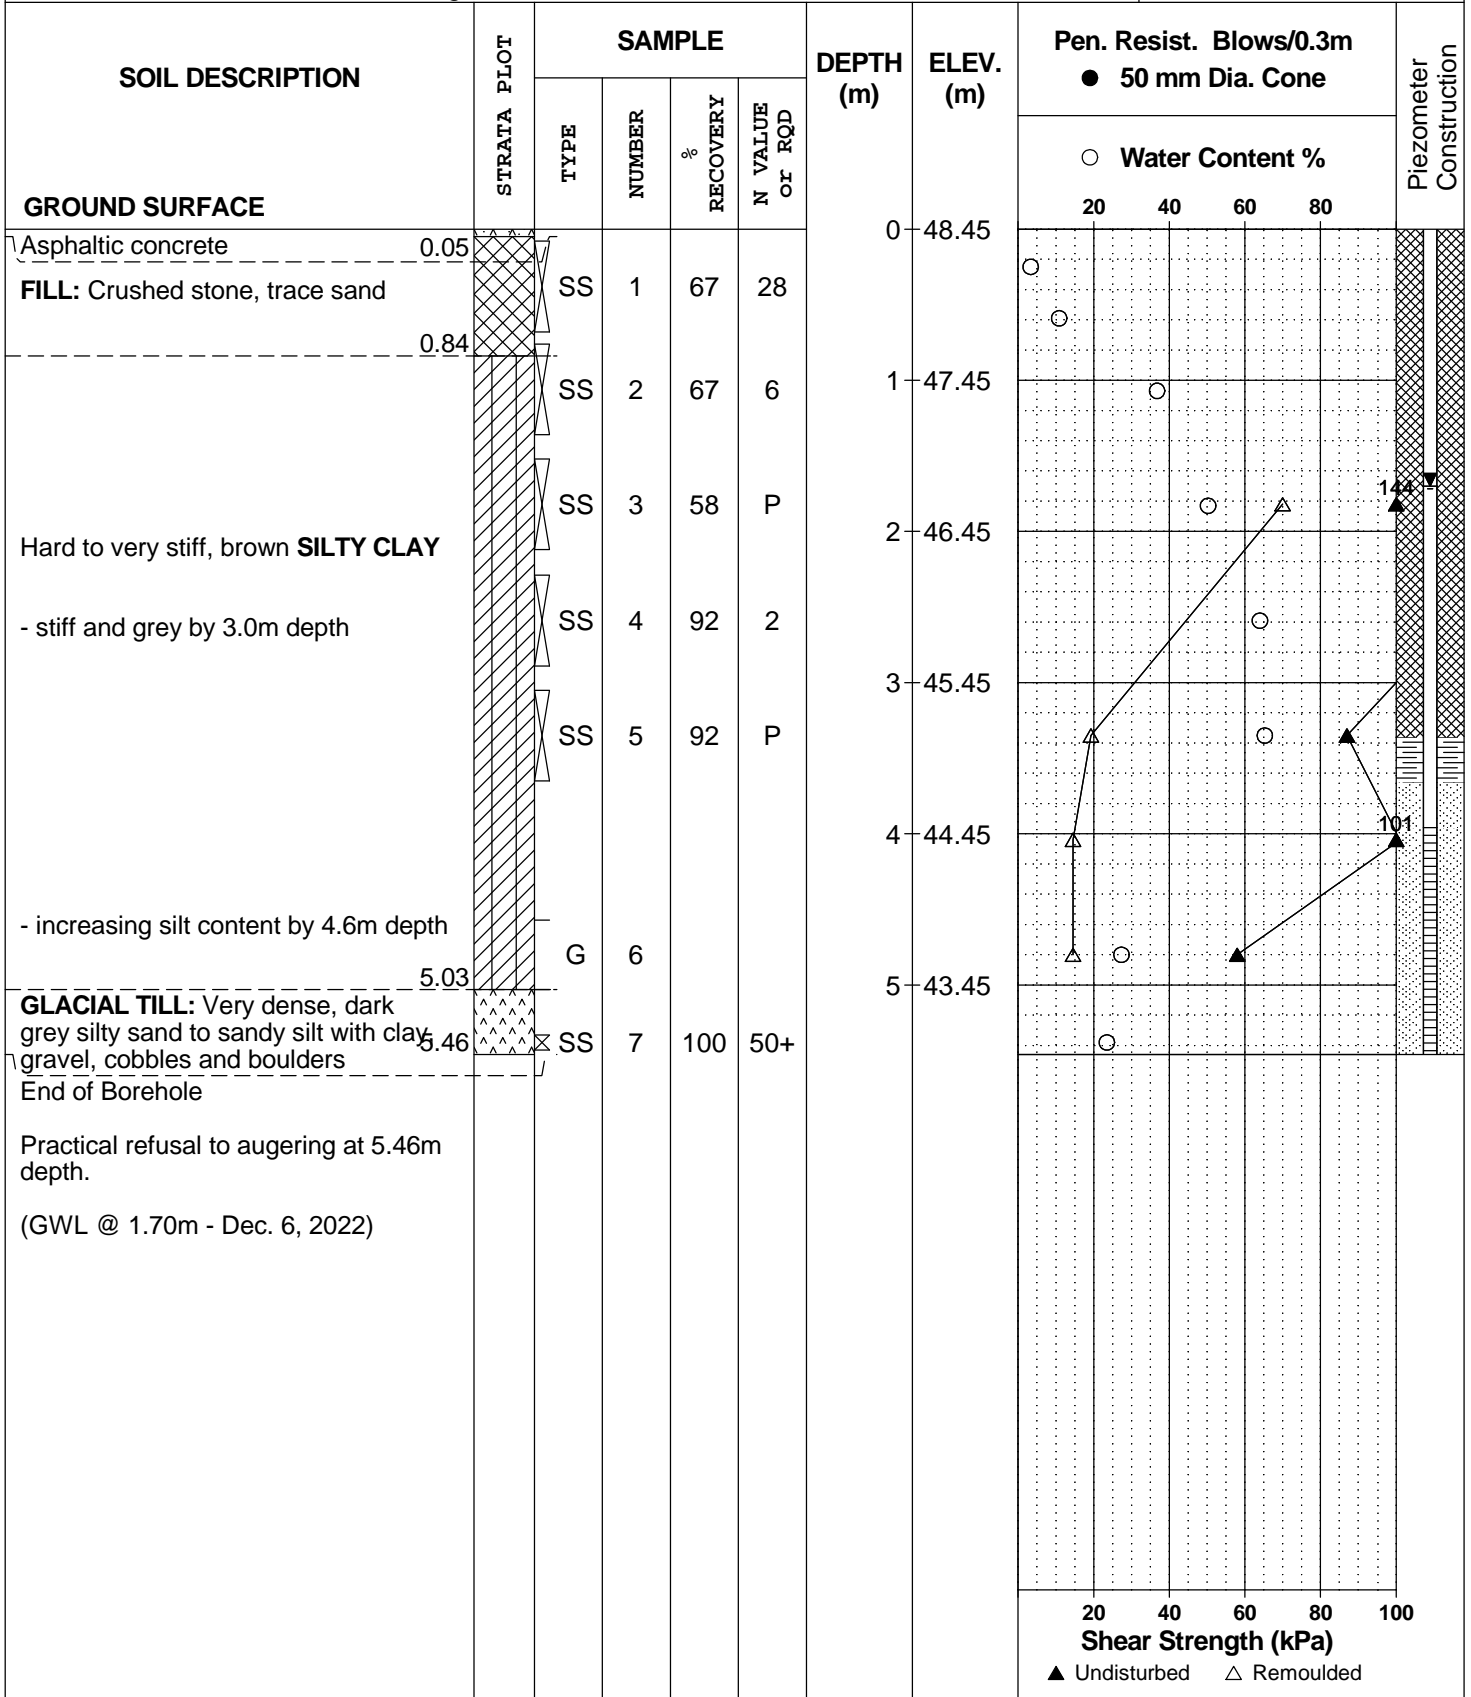 SOIL DESCRIPTION
GROUND SURFACE
STRATA PLOT
SAMPLE
TYPE
NUMBER
%
RECOVERY
N VALUE
or RQD
DEPTH
(m)
ELEV.
(m)
Pen. Resist. Blows/0.3m
● 50 mm Dia. Cone
○ Water Content %
20 40 60 80
Piezometer
Construction
0 48.45
Asphaltic concrete 0.05
FILL: Crushed stone, trace sand
SS 1 67 28
0.84
1 47.45
SS 2 67 6
144
SS 3 58 P
2 46.45
Hard to very stiff, brown SILTY CLAY
- stiff and grey by 3.0m depth
SS 4 92 2
3 45.45
SS 5 92 P
101
4 44.45
- increasing silt content by 4.6m depth
G 6
5.03
5 43.45
GLACIAL TILL: Very dense, dark
grey silty sand to sandy silt with clay,
5.46
SS 7 100 50+
gravel, cobbles and boulders
End of Borehole
Practical refusal to augering at 5.46m
depth.
(GWL @ 1.70m - Dec. 6, 2022)
20 40 60 80 100
Shear Strength (kPa)
▲ Undisturbed △ Remoulded